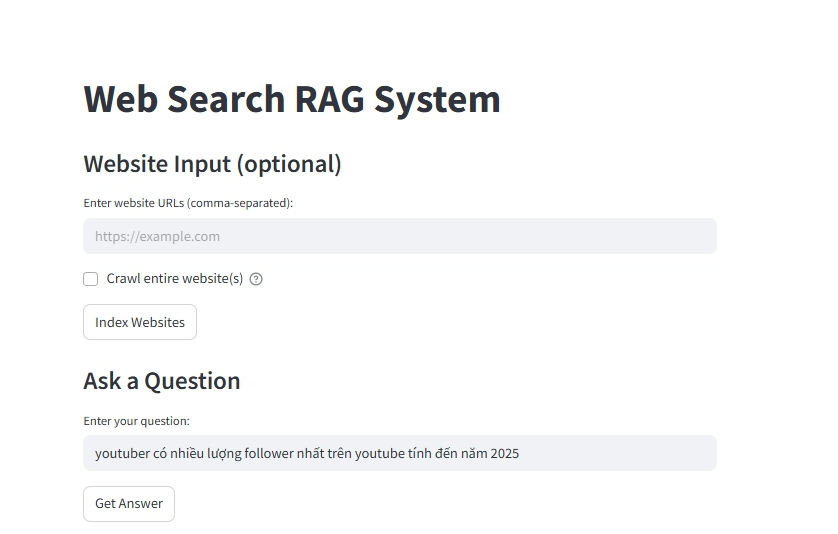 Web Search RAG System
Website Input (optional)
Enter website URLs (comma-separated):
https://example.com
Crawl entire website(s)
Index Websites
Ask a Question
Enter your question:
youtuber có nhiều lượng follower nhất trên youtube tính đến năm 2025
Get Answer